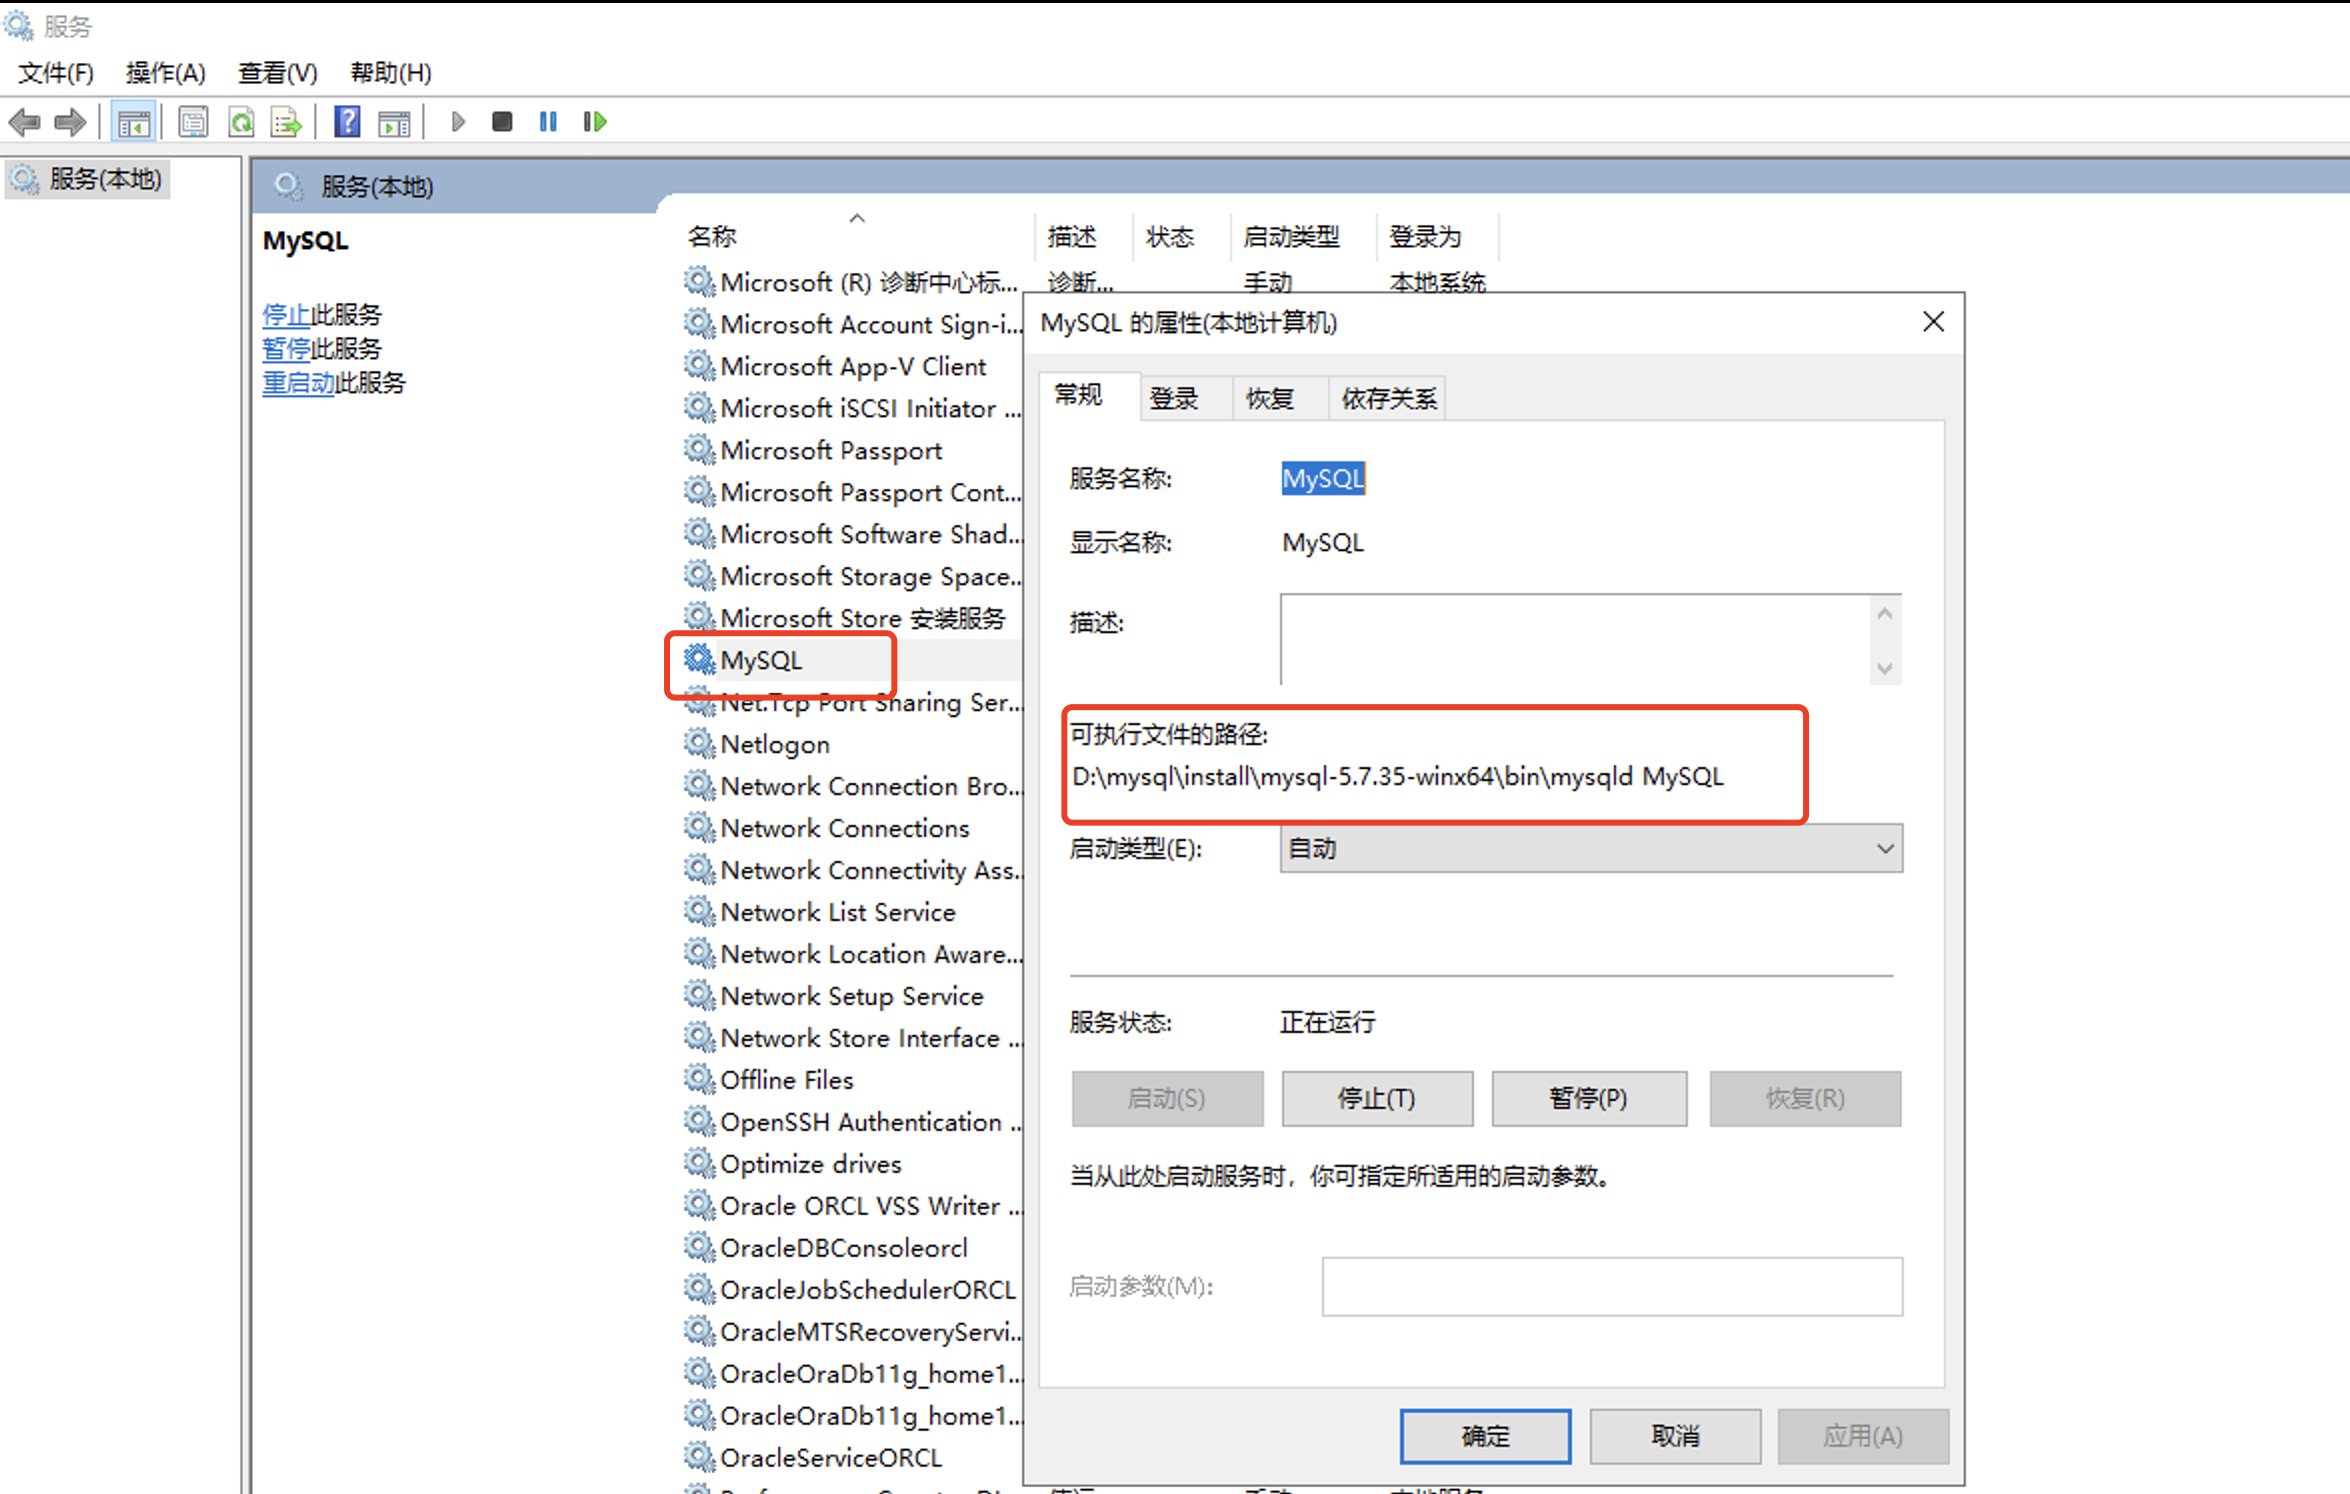 服务
文件(F) 操作(A) 查看(V) 帮助(H)
服务(本地)
服务(本地)
MySQL
停止此服务
暂停此服务
重启动此服务
名称 描述 状态 启动类型 登录为
Microsoft (R) 诊断中心标... 诊断... 手动 本地系统
Microsoft Account Sign-i...
Microsoft App-V Client
Microsoft iSCSI Initiator ...
Microsoft Passport
Microsoft Passport Cont...
Microsoft Software Shad...
Microsoft Storage Space...
Microsoft Store 安装服务
MySQL
Net.Tcp Port Sharing Ser...
Netlogon
Network Connection Bro...
Network Connections
Network Connectivity Ass...
Network List Service
Network Location Aware...
Network Setup Service
Network Store Interface ...
Offline Files
OpenSSH Authentication ...
Optimize drives
Oracle ORCL VSS Writer ...
OracleDBConsoleorcl
OracleJobSchedulerORCL
OracleMTSRecoveryServi...
OracleOraDb11g_home1...
OracleOraDb11g_home1...
OracleServiceORCL
MySQL 的属性(本地计算机)
常规 登录 恢复 依存关系
服务名称: MySQL
显示名称: MySQL
描述:
可执行文件的路径:
D:\mysql\install\mysql-5.7.35-winx64\bin\mysqld MySQL
启动类型(E): 自动
服务状态: 正在运行
启动(S) 停止(T) 暂停(P) 恢复(R)
当从此处启动服务时，你可指定所适用的启动参数。
启动参数(M):
确定 取消 应用(A)